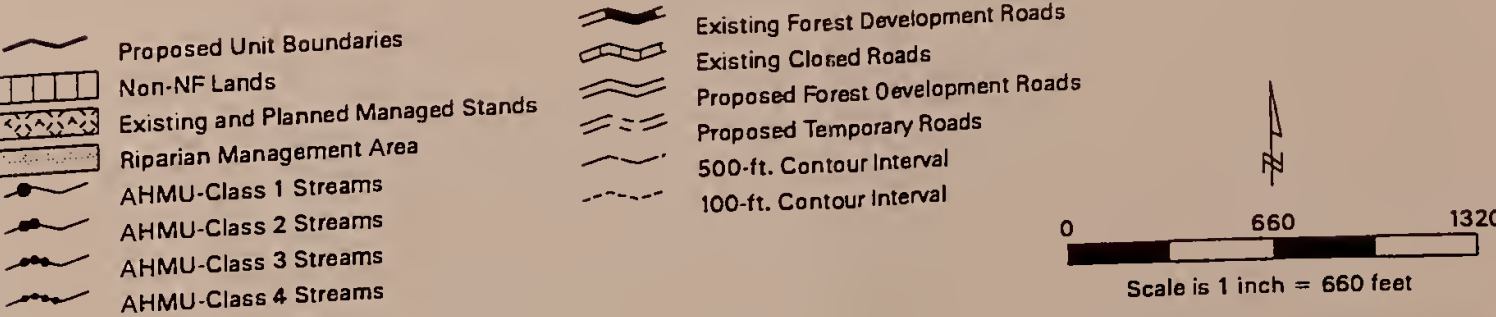 Proposed Unit Boundaries
Non-NF Lands
Existing and Planned Managed Stands
Riparian Management Area
AHMU-Class 1 Streams
AHMU-Class 2 Streams
AHMU-Class 3 Streams
AHMU-Class 4 Streams
Existing Forest Development Roads
Existing Closed Roads
Proposed Forest Development Roads
Proposed Temporary Roads
500-ft. Contour Interval
100-ft. Contour Interval
0 660 1320
Scale is 1 inch = 660 feet